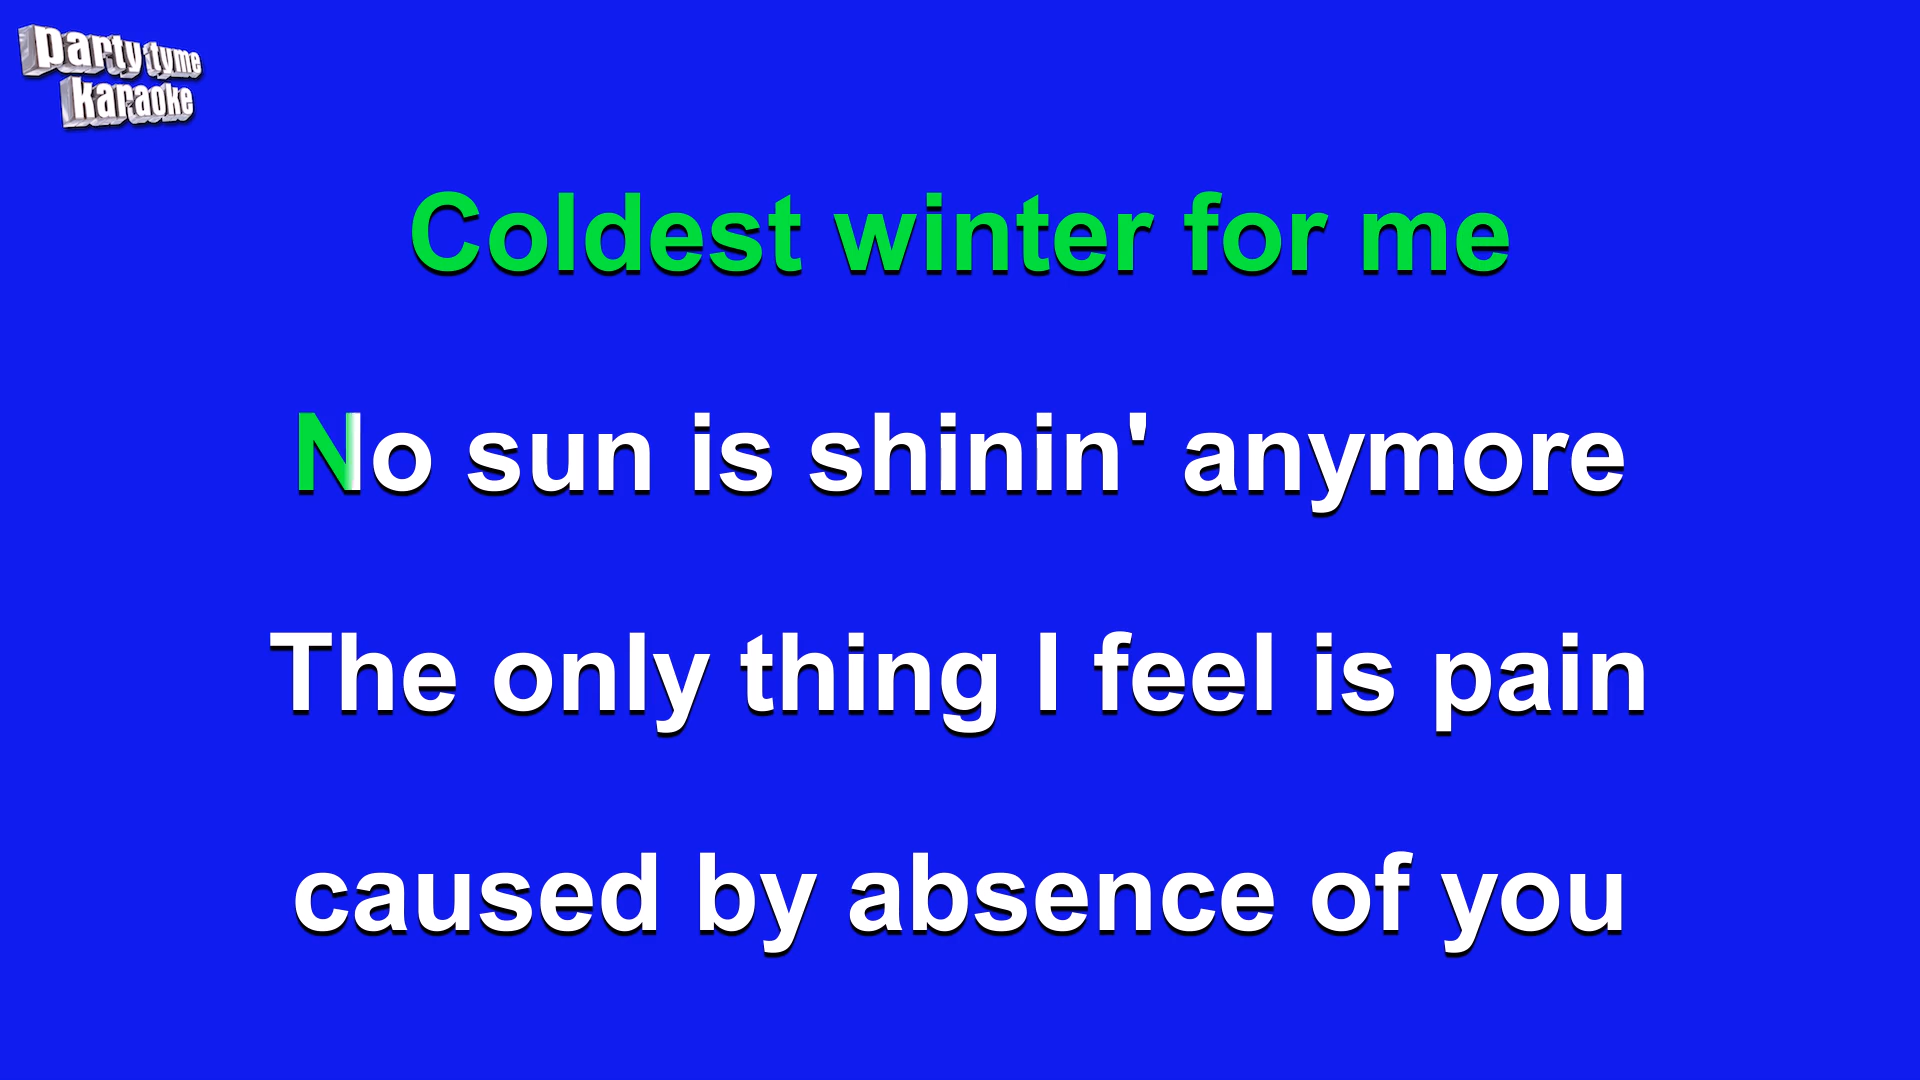 party tyme
karaoke
Coldest winter for me
No sun is shinin' anymore
The only thing I feel is pain
caused by absence of you